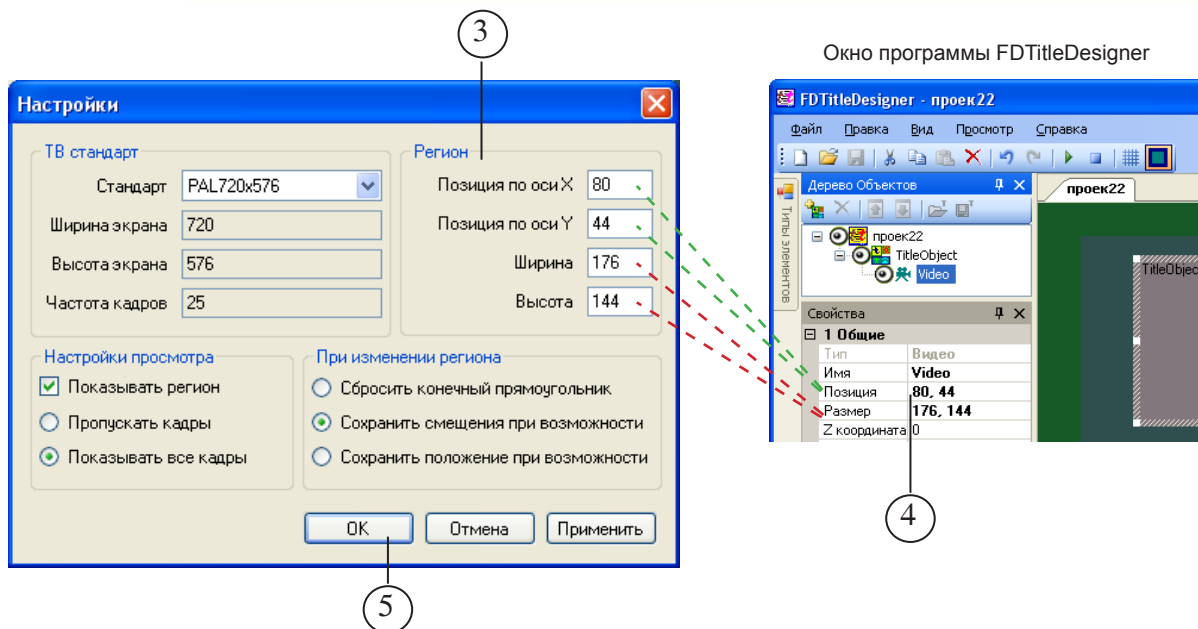 3
Окно программы FDTitleDesigner
Настройки
ТВ стандарт
Стандарт PAL720x576
Ширина экрана 720
Высота экрана 576
Частота кадров 25
Регион
Позиция по оси X 80
Позиция по оси Y 44
Ширина 176
Высота 144
Настройки просмотра
Показывать регион
Пропускать кадры
Показывать все кадры
При изменении региона
Сбросить конечный прямоугольник
Сохранить смещения при возможности
Сохранить положение при возможности
OK Отмена Применить
5
FDTitleDesigner - проек22
Файл Правка Вид Просмотр Справка
Типы элементов
Дерево Объектов
проек22
TitleObject
Video
Свойства
1 Общие
Тип Видео
Имя Video
Позиция 80, 44
Размер 176, 144
Z координата 0
проек22
TitleObjec
4